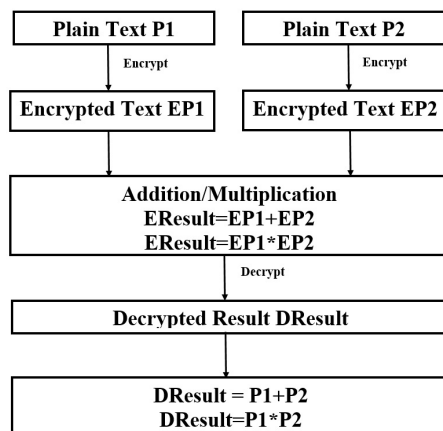 Plain Text P1
Plain Text P2
Encrypt
Encrypt
Encrypted Text EP1
Encrypted Text EP2
Addition/Multiplication
EResult=EP1+EP2
EResult=EP1*EP2
Decrypt
Decrypted Result DResult
DResult = P1+P2
DResult=P1*P2